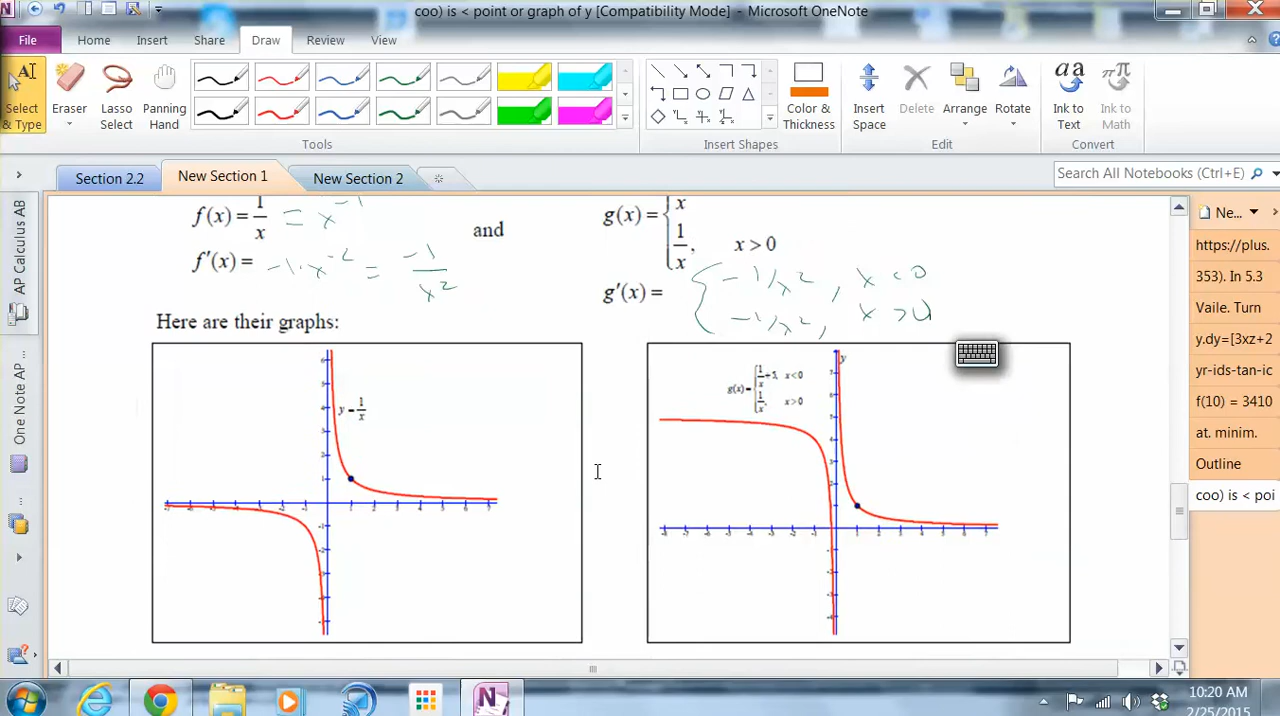 coo) is < point or graph of y [Compatibility Mode] - Microsoft OneNote
File Home Insert Share Draw Review View
Select & Type
Eraser
Lasso Select
Panning Hand
Color & Thickness
Insert Space
Delete
Arrange
Rotate
Ink to Text
Ink to Math
Tools
Insert Shapes
Edit
Convert
Section 2.2
New Section 1
New Section 2
Search All Notebooks (Ctrl+E)
AP Calculus AB
One Note AP ...
Ne...
https://plus.
353). In 5.3
Vaile. Turn
y.dy=[3xz+2
yr-ids-tan-ic
f(10) = 3410
at. minim.
Outline
coo) is < poi
f(x) = 1/x = x^-1
and
g(x) = { x
1/x, x > 0
f'(x) = -1·x^-2 = -1/x^2
g'(x) = { -1/x^2, x < 0
-1/x^2, x > 0
Here are their graphs:
y = 1/x
g(x) = { 1/x + 5, x < 0
1/x, x > 0
y
10:20 AM
2/25/2015